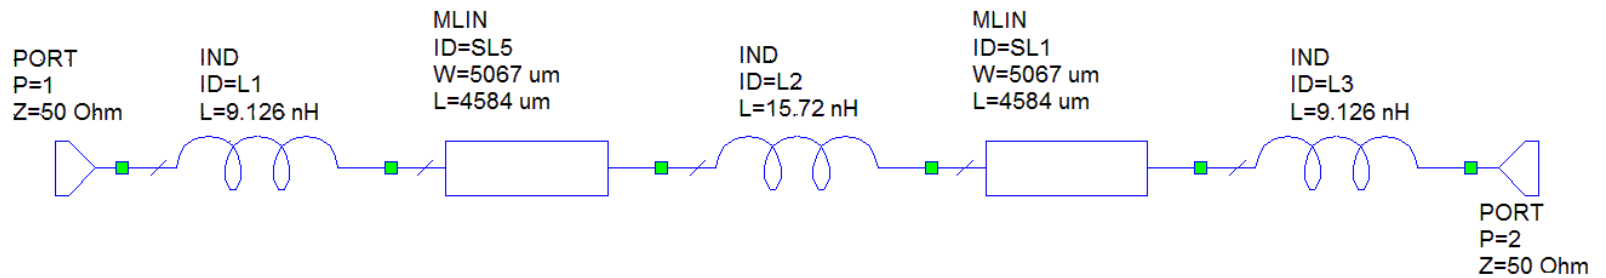 PORT
P=1
Z=50 Ohm
IND
ID=L1
L=9.126 nH
MLIN
ID=SL5
W=5067 um
L=4584 um
IND
ID=L2
L=15.72 nH
MLIN
ID=SL1
W=5067 um
L=4584 um
IND
ID=L3
L=9.126 nH
PORT
P=2
Z=50 Ohm